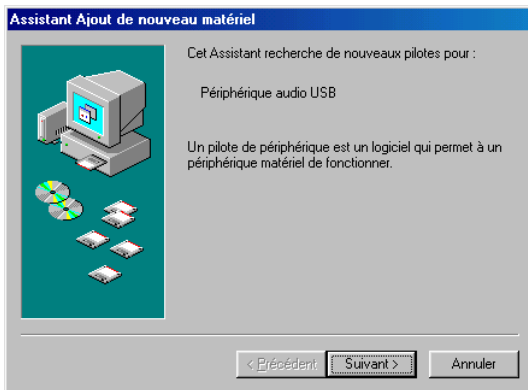 Assistant Ajout de nouveau matériel
Cet Assistant recherche de nouveaux pilotes pour :
Périphérique audio USB
Un pilote de périphérique est un logiciel qui permet à un
périphérique matériel de fonctionner.
< Précédent
Suivant >
Annuler